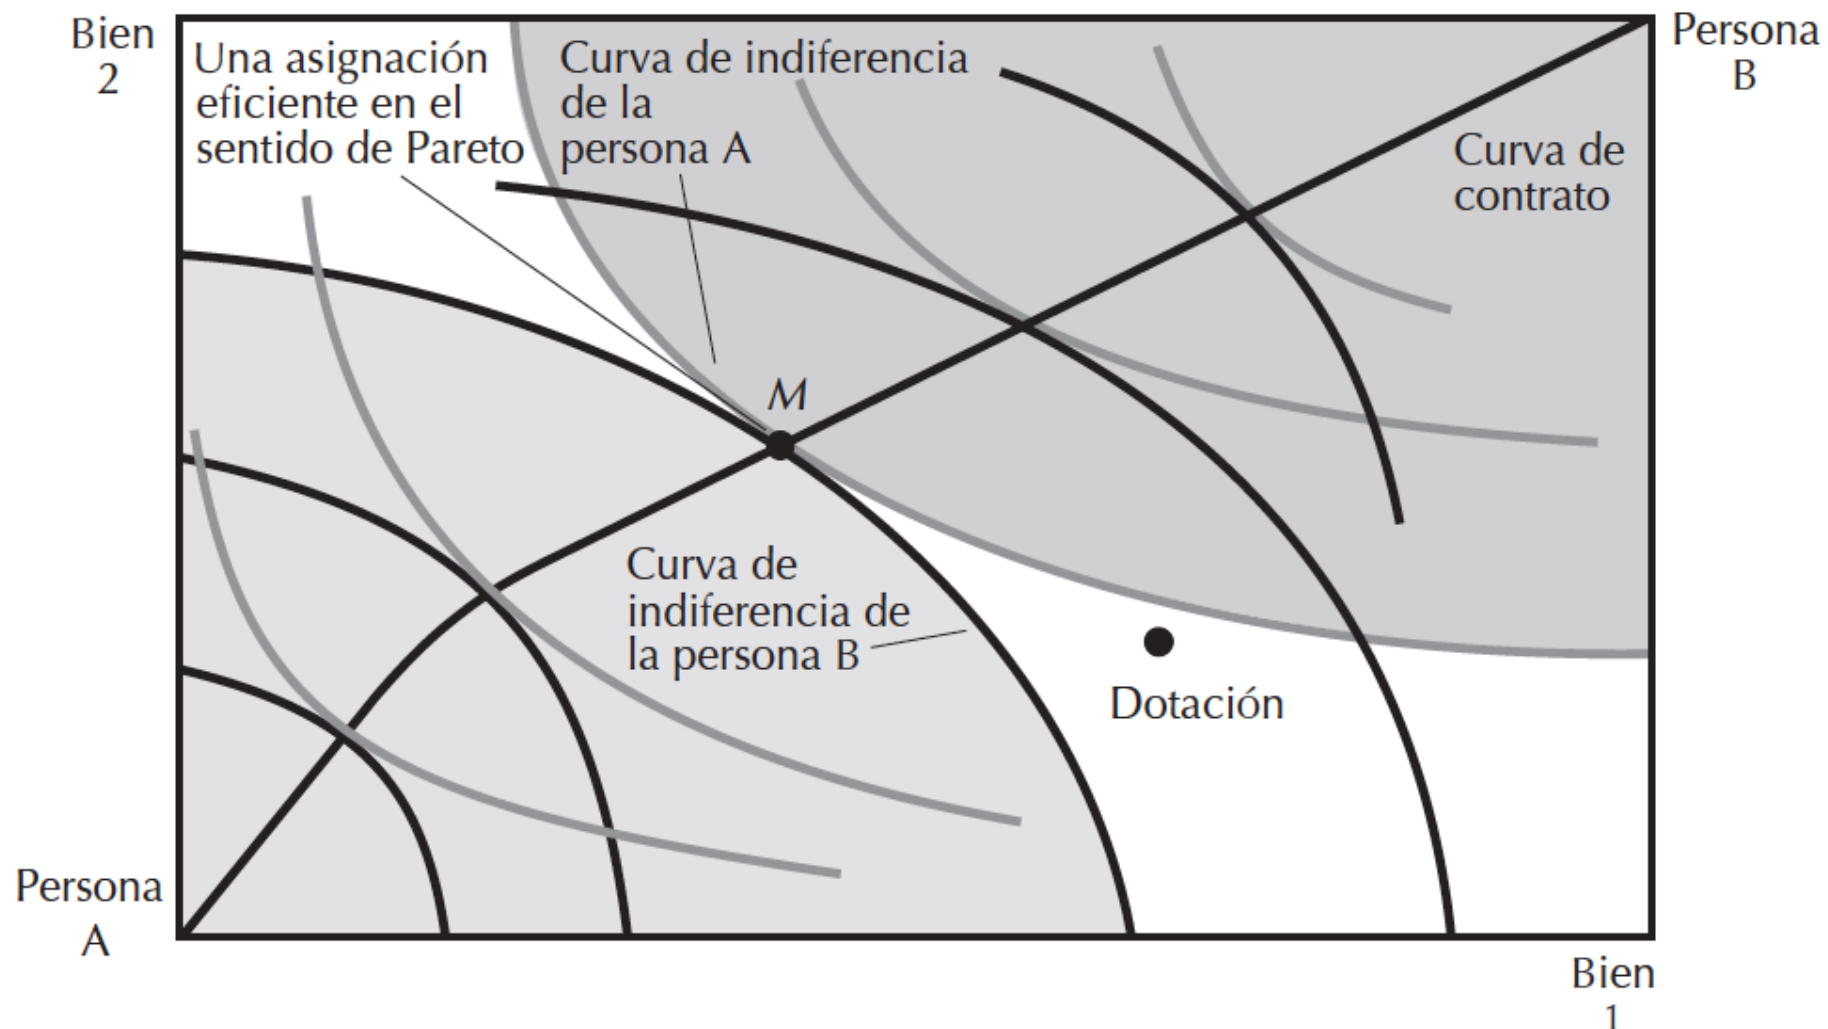 Bien
2
Una asignación
eficiente en el
sentido de Pareto
Curva de indiferencia
de la
persona A
Persona
B
Curva de
contrato
M
Curva de
indiferencia de
la persona B
Dotación
Persona
A
Bien
1